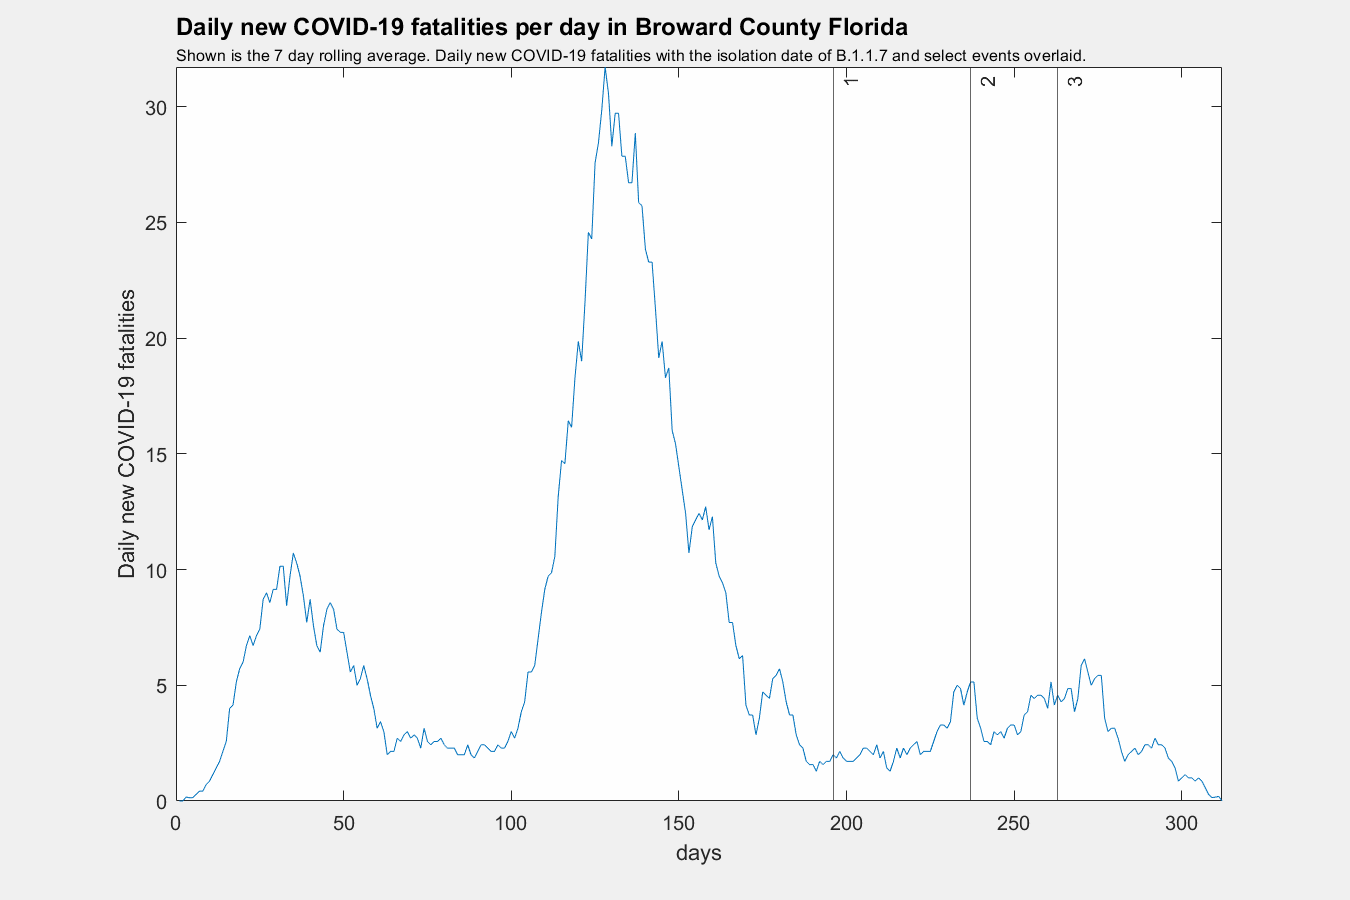 Daily new COVID-19 fatalities per day in Broward County Florida
Shown is the 7 day rolling average. Daily new COVID-19 fatalities with the isolation date of B.1.1.7 and select events overlaid.
1
2
3
30
25
20
15
10
5
0
Daily new COVID-19 fatalities
0 50 100 150 200 250 300
days